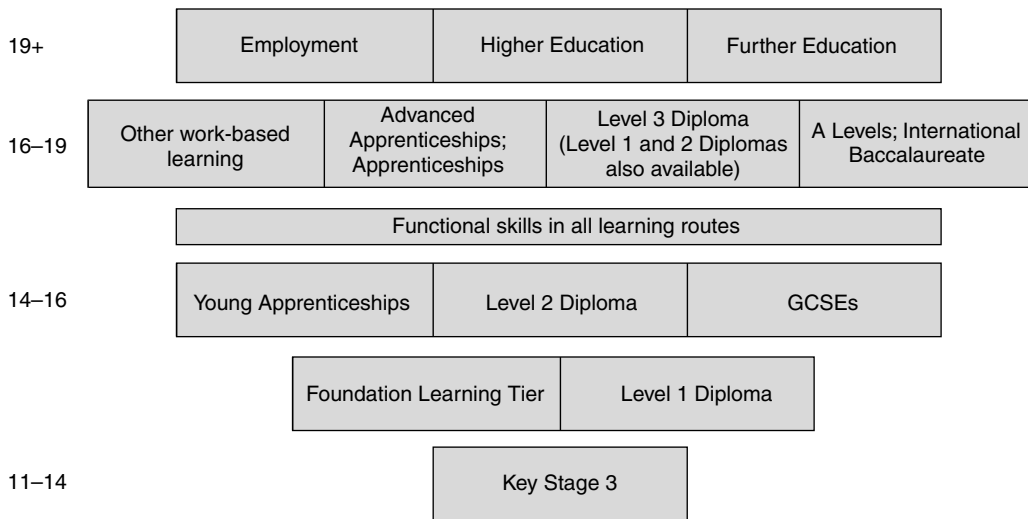 19+
Employment
Higher Education
Further Education
16–19
Other work-based
learning
Advanced
Apprenticeships;
Apprenticeships
Level 3 Diploma
(Level 1 and 2 Diplomas
also available)
A Levels; International
Baccalaureate
Functional skills in all learning routes
14–16
Young Apprenticeships
Level 2 Diploma
GCSEs
Foundation Learning Tier
Level 1 Diploma
11–14
Key Stage 3